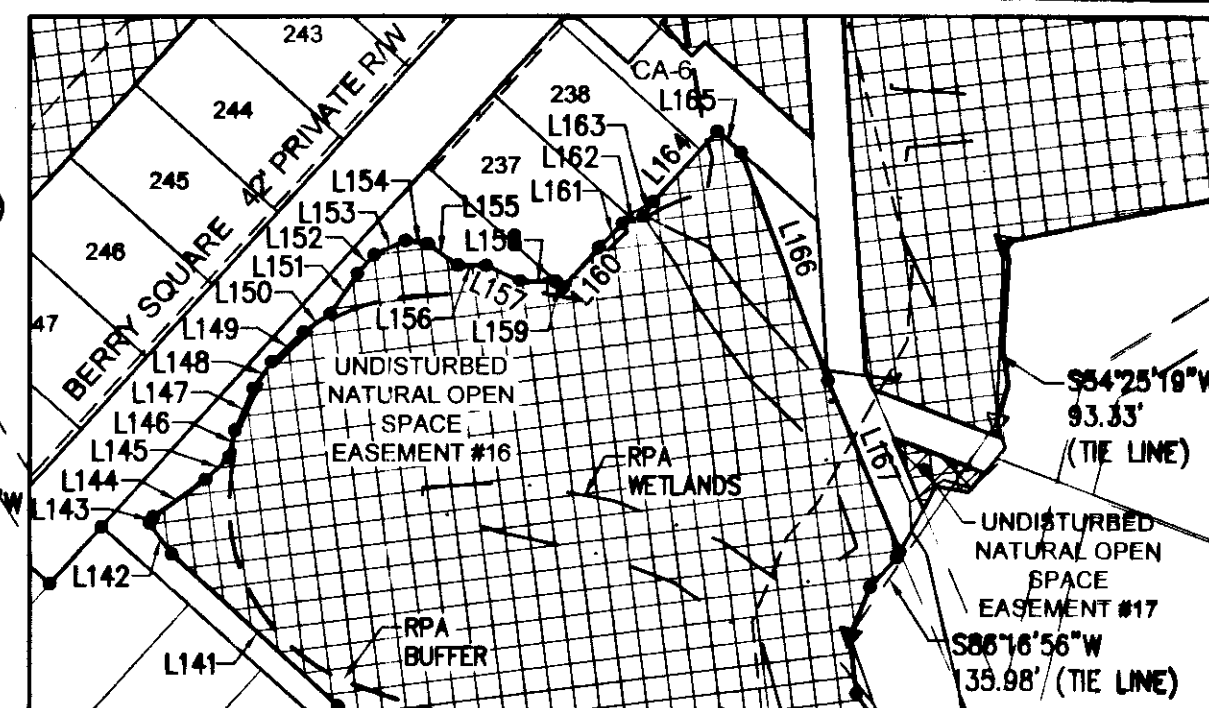 243
244
245
246
47
BERRY SQUARE 42' PRIVATE R/W
238
237
CA-6
L165
L163
L162
L161
L164
L154
L153
L152
L151
L150
L149
L148
L147
L146
L145
L144
L143
L142
L141
L155
L156
L157
L159
L160
L166
L167
UNDISTURBED
NATURAL OPEN
SPACE
EASEMENT #16
RPA
WETLANDS
RPA
BUFFER
S54°25'19"W
93.33'
(TIE LINE)
UNDISTURBED
NATURAL OPEN
SPACE
EASEMENT #17
S86°16'56"W
135.98' (TIE LINE)
"W
)